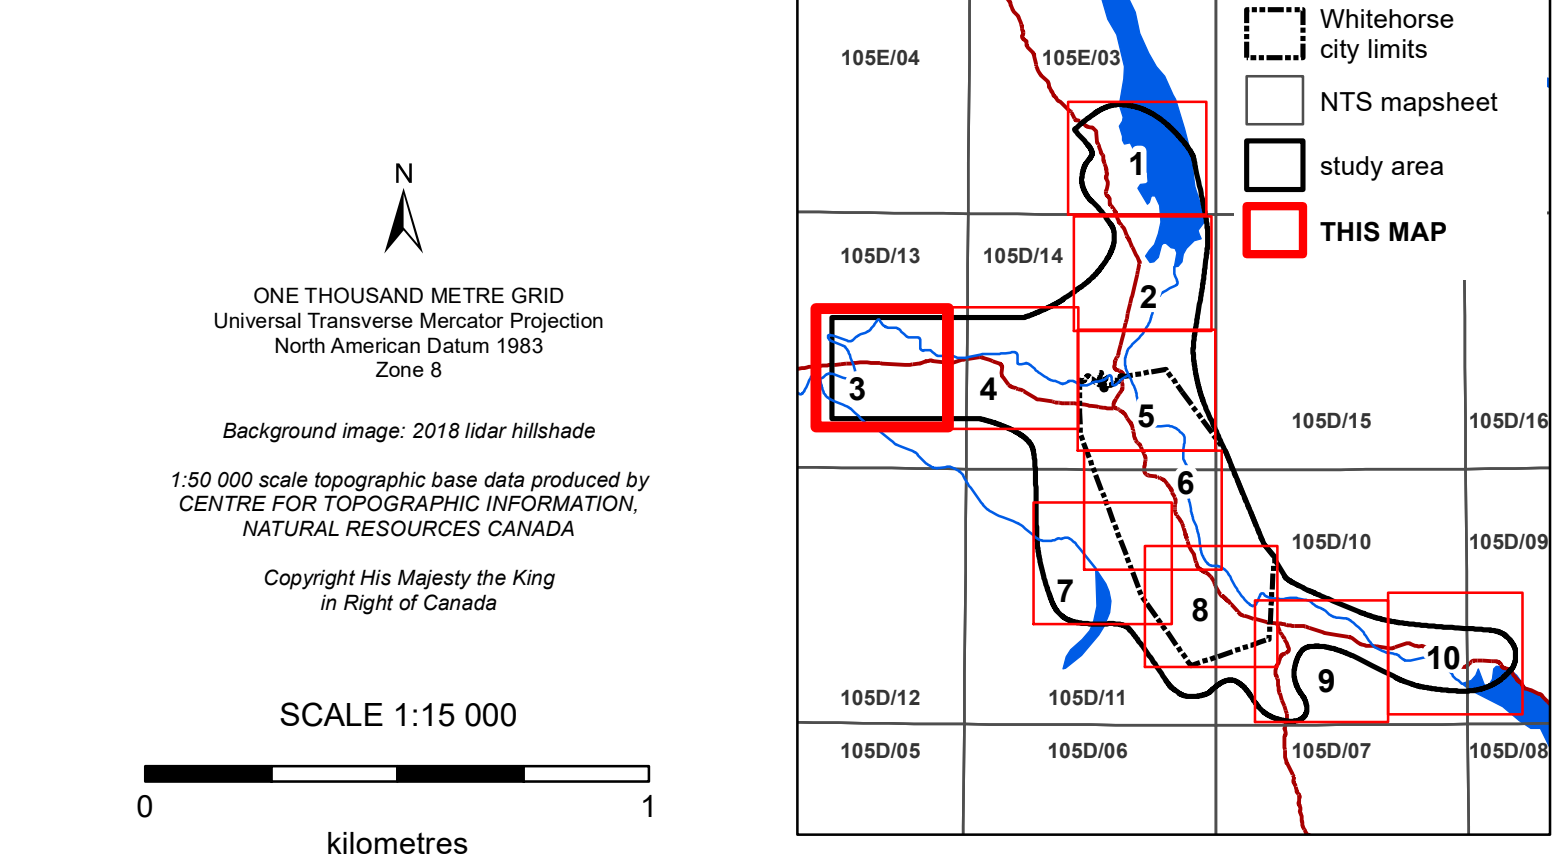 N
ONE THOUSAND METRE GRID
Universal Transverse Mercator Projection
North American Datum 1983
Zone 8
Background image: 2018 lidar hillshade
1:50 000 scale topographic base data produced by
CENTRE FOR TOPOGRAPHIC INFORMATION,
NATURAL RESOURCES CANADA
Copyright His Majesty the King
in Right of Canada
SCALE 1:15 000
0 1
kilometres
105E/04 105E/03
1
105D/13 105D/14
2
3 4
5
105D/15 105D/16
6
105D/10 105D/09
7
8
10
9
105D/12 105D/11
105D/05 105D/06 105D/07 105D/08
Whitehorse
city limits
NTS mapsheet
study area
THIS MAP